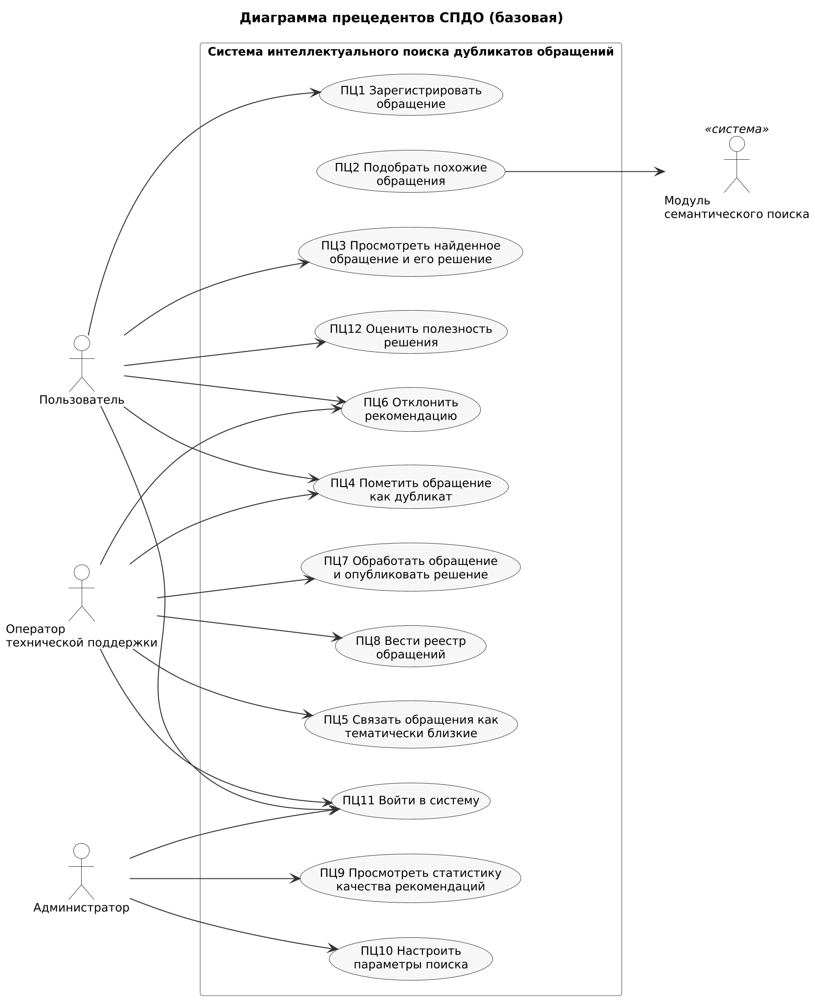 Диаграмма прецедентов СПДО (базовая)
Система интеллектуального поиска дубликатов обращений
ПЦ1 Зарегистрировать
обращение
«система»
ПЦ2 Подобрать похожие
обращения
Модуль
семантического поиска
ПЦ3 Просмотреть найденное
обращение и его решение
ПЦ12 Оценить полезность
решения
Пользователь
ПЦ6 Отклонить
рекомендацию
ПЦ4 Пометить обращение
как дубликат
ПЦ7 Обработать обращение
и опубликовать решение
Оператор
технической поддержки
ПЦ8 Вести реестр
обращений
ПЦ5 Связать обращения как
тематически близкие
ПЦ11 Войти в систему
ПЦ9 Просмотреть статистику
качества рекомендаций
Администратор
ПЦ10 Настроить
параметры поиска